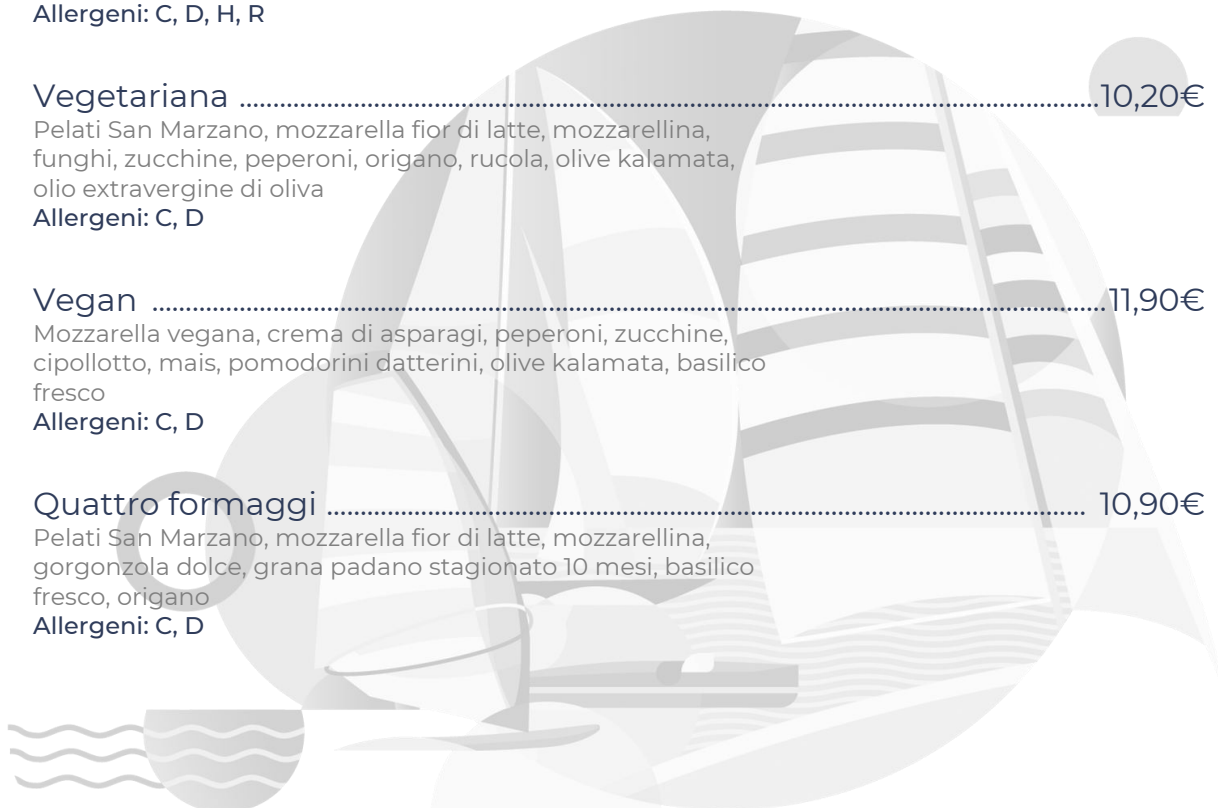 Allergeni: C, D, H, R
Vegetariana ........................................................................................................................................ 10,20€
Pelati San Marzano, mozzarella fior di latte, mozzarellina,
funghi, zucchine, peperoni, origano, rucola, olive kalamata,
olio extravergine di oliva
Allergeni: C, D
Vegan ........................................................................................................................................ 11,90€
Mozzarella vegana, crema di asparagi, peperoni, zucchine,
cipollotto, mais, pomodorini datterini, olive kalamata, basilico
fresco
Allergeni: C, D
Quattro formaggi ........................................................................................................................ 10,90€
Pelati San Marzano, mozzarella fior di latte, mozzarellina,
gorgonzola dolce, grana padano stagionato 10 mesi, basilico
fresco, origano
Allergeni: C, D